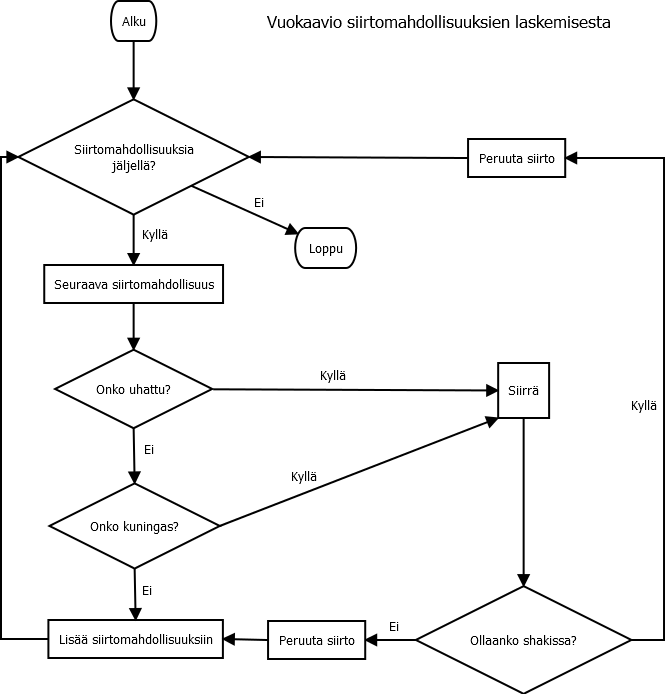 Alku
Vuokaavio siirtomahdollisuuksien laskemisesta
Siirtomahdollisuuksia
jäljellä?
Peruuta siirto
Ei
Kyllä
Loppu
Seuraava siirtomahdollisuus
Onko uhattu?
Kyllä
Siirrä
Kyllä
Ei
Kyllä
Onko kuningas?
Ei
Ei
Lisää siirtomahdollisuuksiin
Peruuta siirto
Ollaanko shakissa?